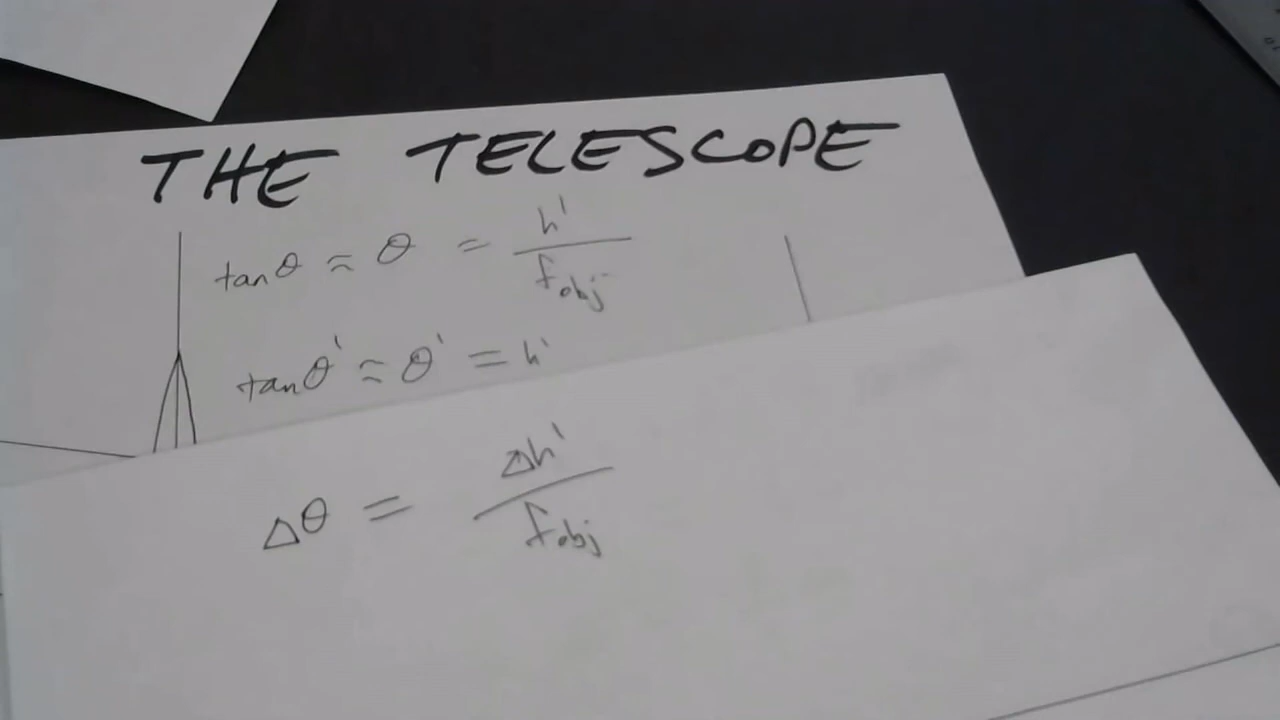 THE TELESCOPE
tanθ ≈ θ = h'/f_obj
tanθ' ≈ θ' = h'
Δθ = Δh'/f_obj